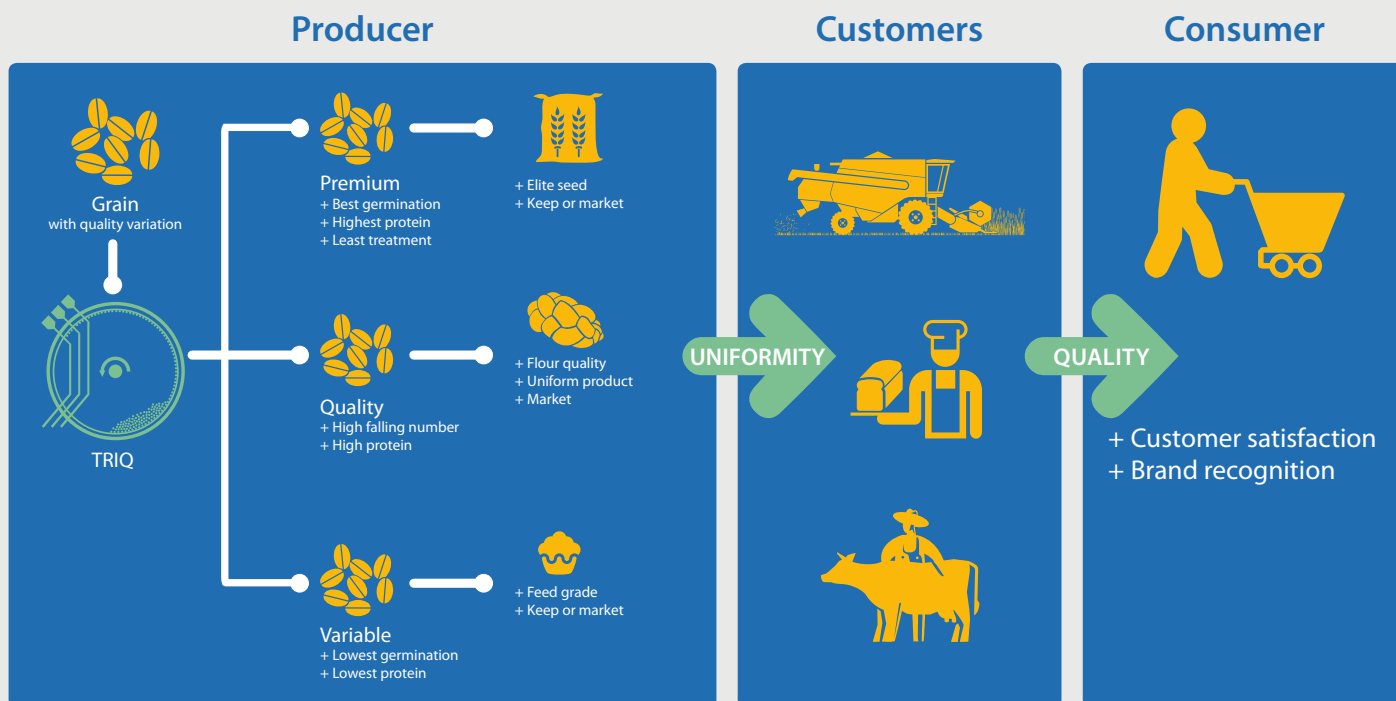 Producer
Customers
Consumer
Grain
with quality variation
TRIQ
Premium
+ Best germination
+ Highest protein
+ Least treatment
+ Elite seed
+ Keep or market
Quality
+ High falling number
+ High protein
+ Flour quality
+ Uniform product
+ Market
Variable
+ Lowest germination
+ Lowest protein
+ Feed grade
+ Keep or market
UNIFORMITY
QUALITY
+ Customer satisfaction
+ Brand recognition